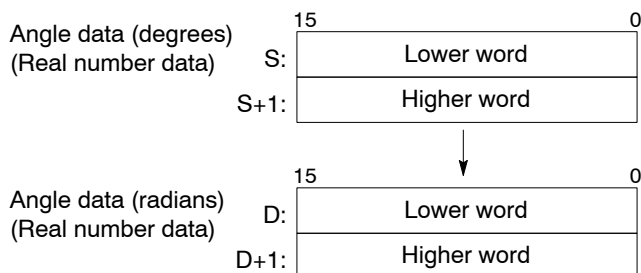 15 0
Angle data (degrees)
(Real number data)
S: Lower word
S+1: Higher word
15 0
Angle data (radians)
(Real number data)
D: Lower word
D+1: Higher word